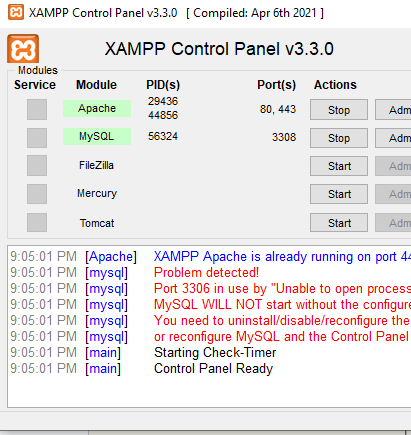 XAMPP Control Panel v3.3.0 [ Compiled: Apr 6th 2021 ]
XAMPP Control Panel v3.3.0
Modules
Service Module PID(s) Port(s) Actions
Apache 29436 44856 80, 443 Stop Adm
MySQL 56324 3308 Stop Adm
FileZilla Start Adm
Mercury Start Adm
Tomcat Start Adm
9:05:01 PM [Apache] XAMPP Apache is already running on port 44
9:05:01 PM [mysql] Problem detected!
9:05:01 PM [mysql] Port 3306 in use by "Unable to open process
9:05:01 PM [mysql] MySQL WILL NOT start without the configure
9:05:01 PM [mysql] You need to uninstall/disable/reconfigure the
9:05:01 PM [mysql] or reconfigure MySQL and the Control Panel
9:05:01 PM [main] Starting Check-Timer
9:05:01 PM [main] Control Panel Ready